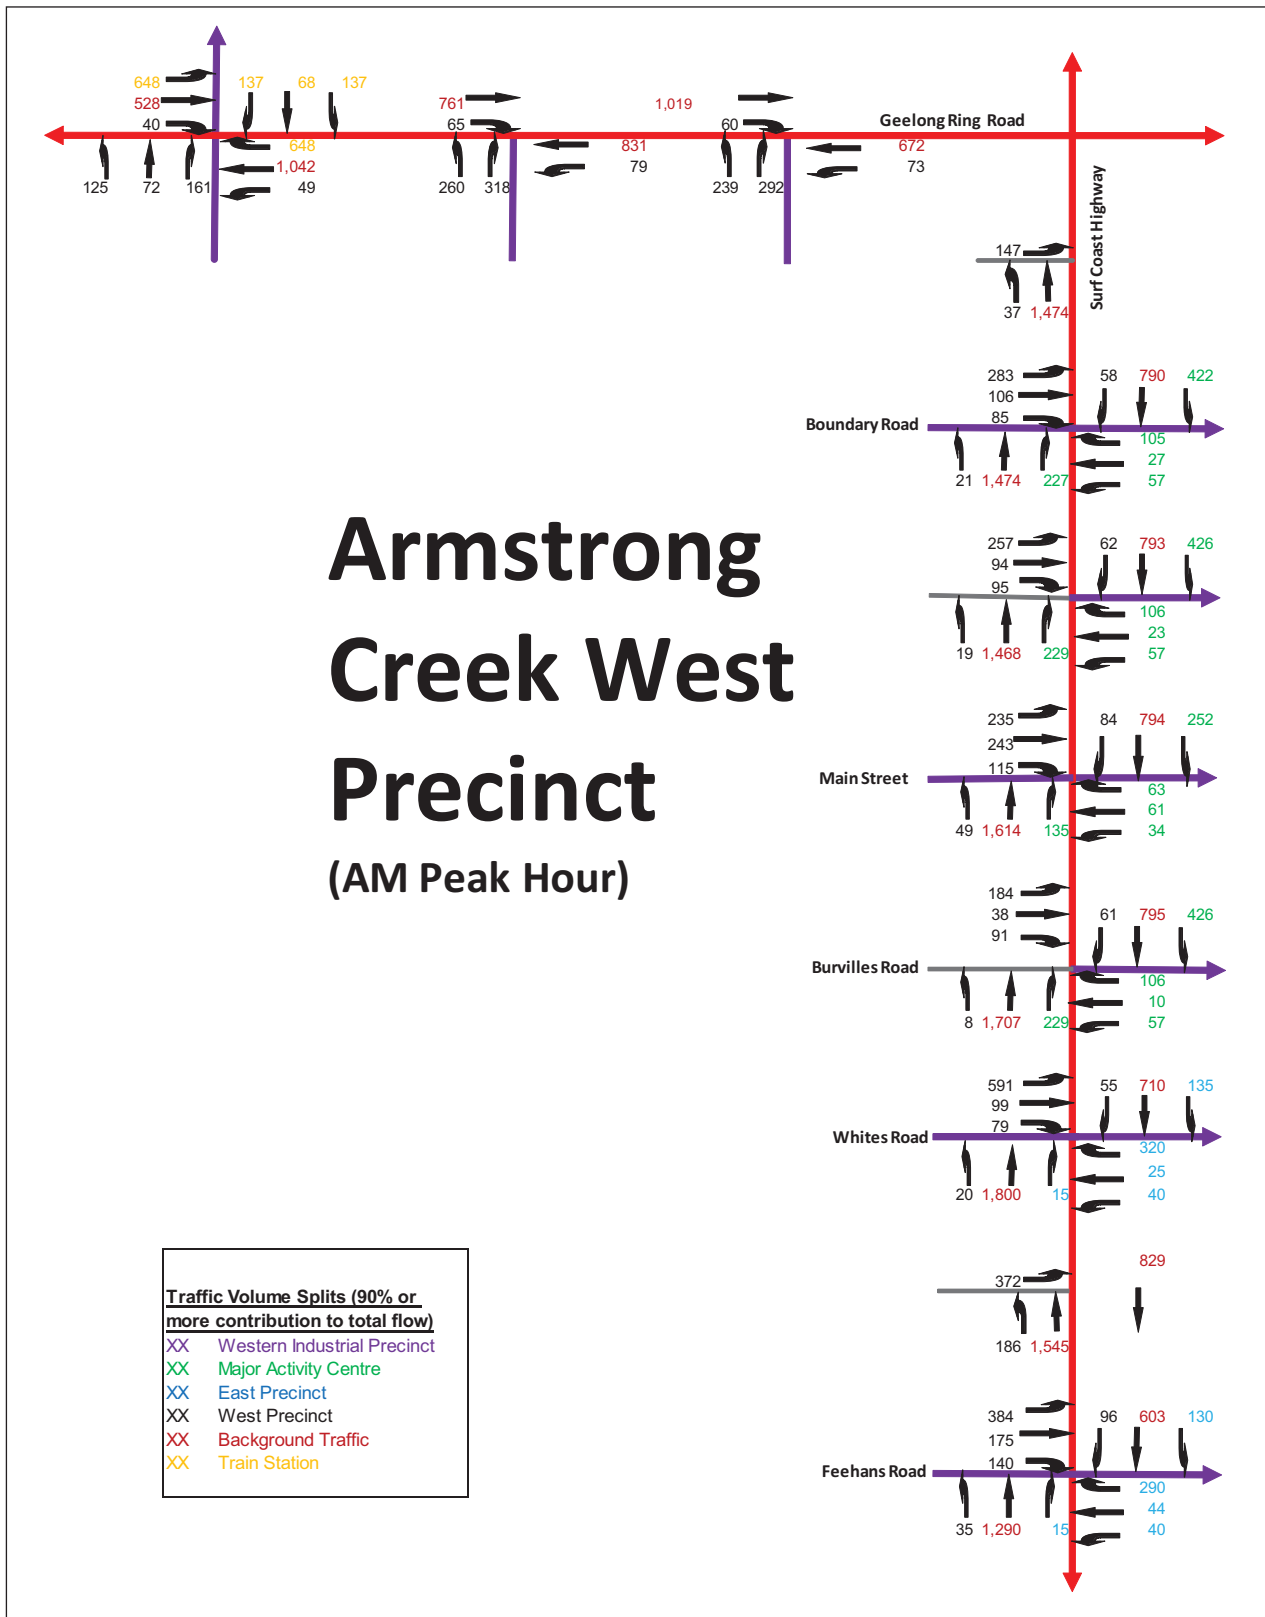 648 137 68 137
528
40
648
1,042
125 72 161 49
761
65
831
260 318 79
1,019
60
672
239 292 73
Geelong Ring Road
Surf Coast Highway
147
37 1,474
283 58 790 422
106
85
Boundary Road
105
27
21 1,474 227 57
257 62 793 426
94
95
106
23
19 1,468 229 57
Armstrong
Creek West
Precinct
(AM Peak Hour)
235 84 794 252
243
115
Main Street
63
61
49 1,614 135 34
184 61 795 426
38
91
Burvilles Road
106
10
8 1,707 229 57
591 55 710 135
99
79
Whites Road
320
25
20 1,800 15 40
829
372
186 1,545
384 96 603 130
175
140
Feehans Road
290
44
35 1,290 15 40
Traffic Volume Splits (90% or
more contribution to total flow)
XX Western Industrial Precinct
XX Major Activity Centre
XX East Precinct
XX West Precinct
XX Background Traffic
XX Train Station